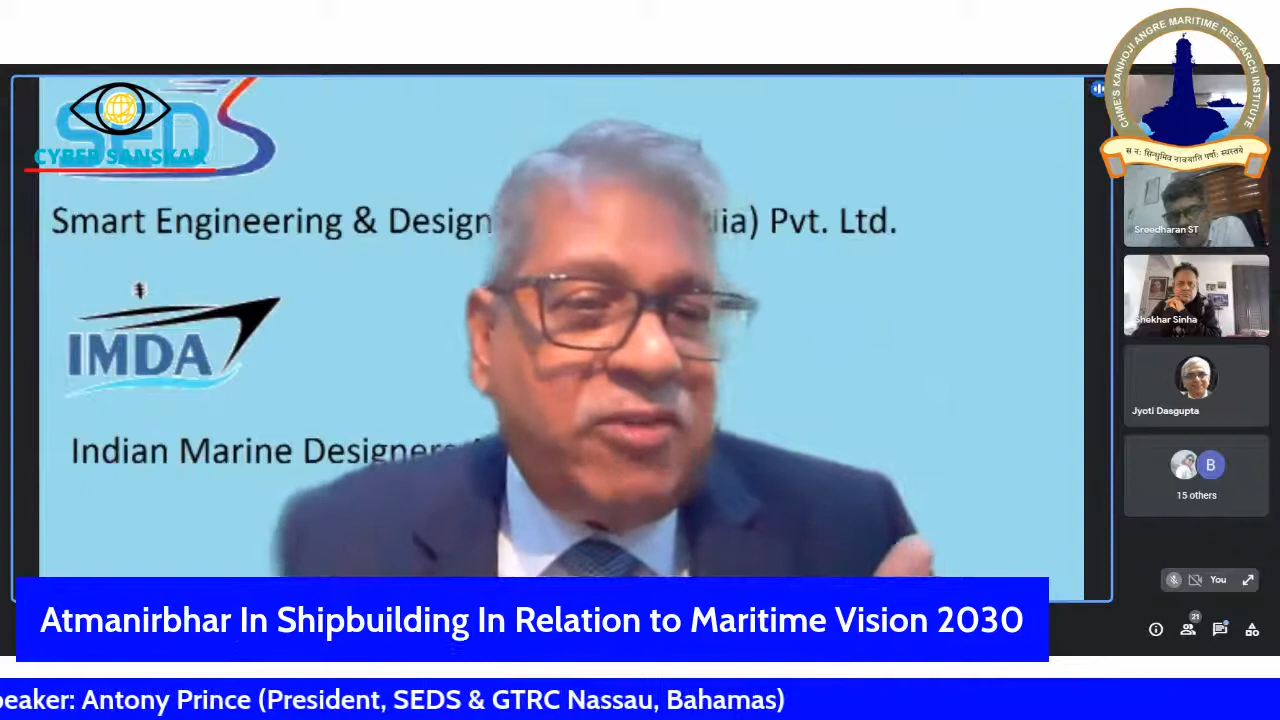 SEDS
CYBER SANSKAR
Smart Engineering & Design
dia) Pvt. Ltd.
IMDA
Indian Marine Designers
CHME'S KANHOJI ANGRE MARITIME RESEARCH INSTITUTE
Sreedharan ST
Shekhar Sinha
Jyoti Dasgupta
B
15 others
You
21
Atmanirbhar In Shipbuilding In Relation to Maritime Vision 2030
peaker: Antony Prince (President, SEDS & GTRC Nassau, Bahamas)